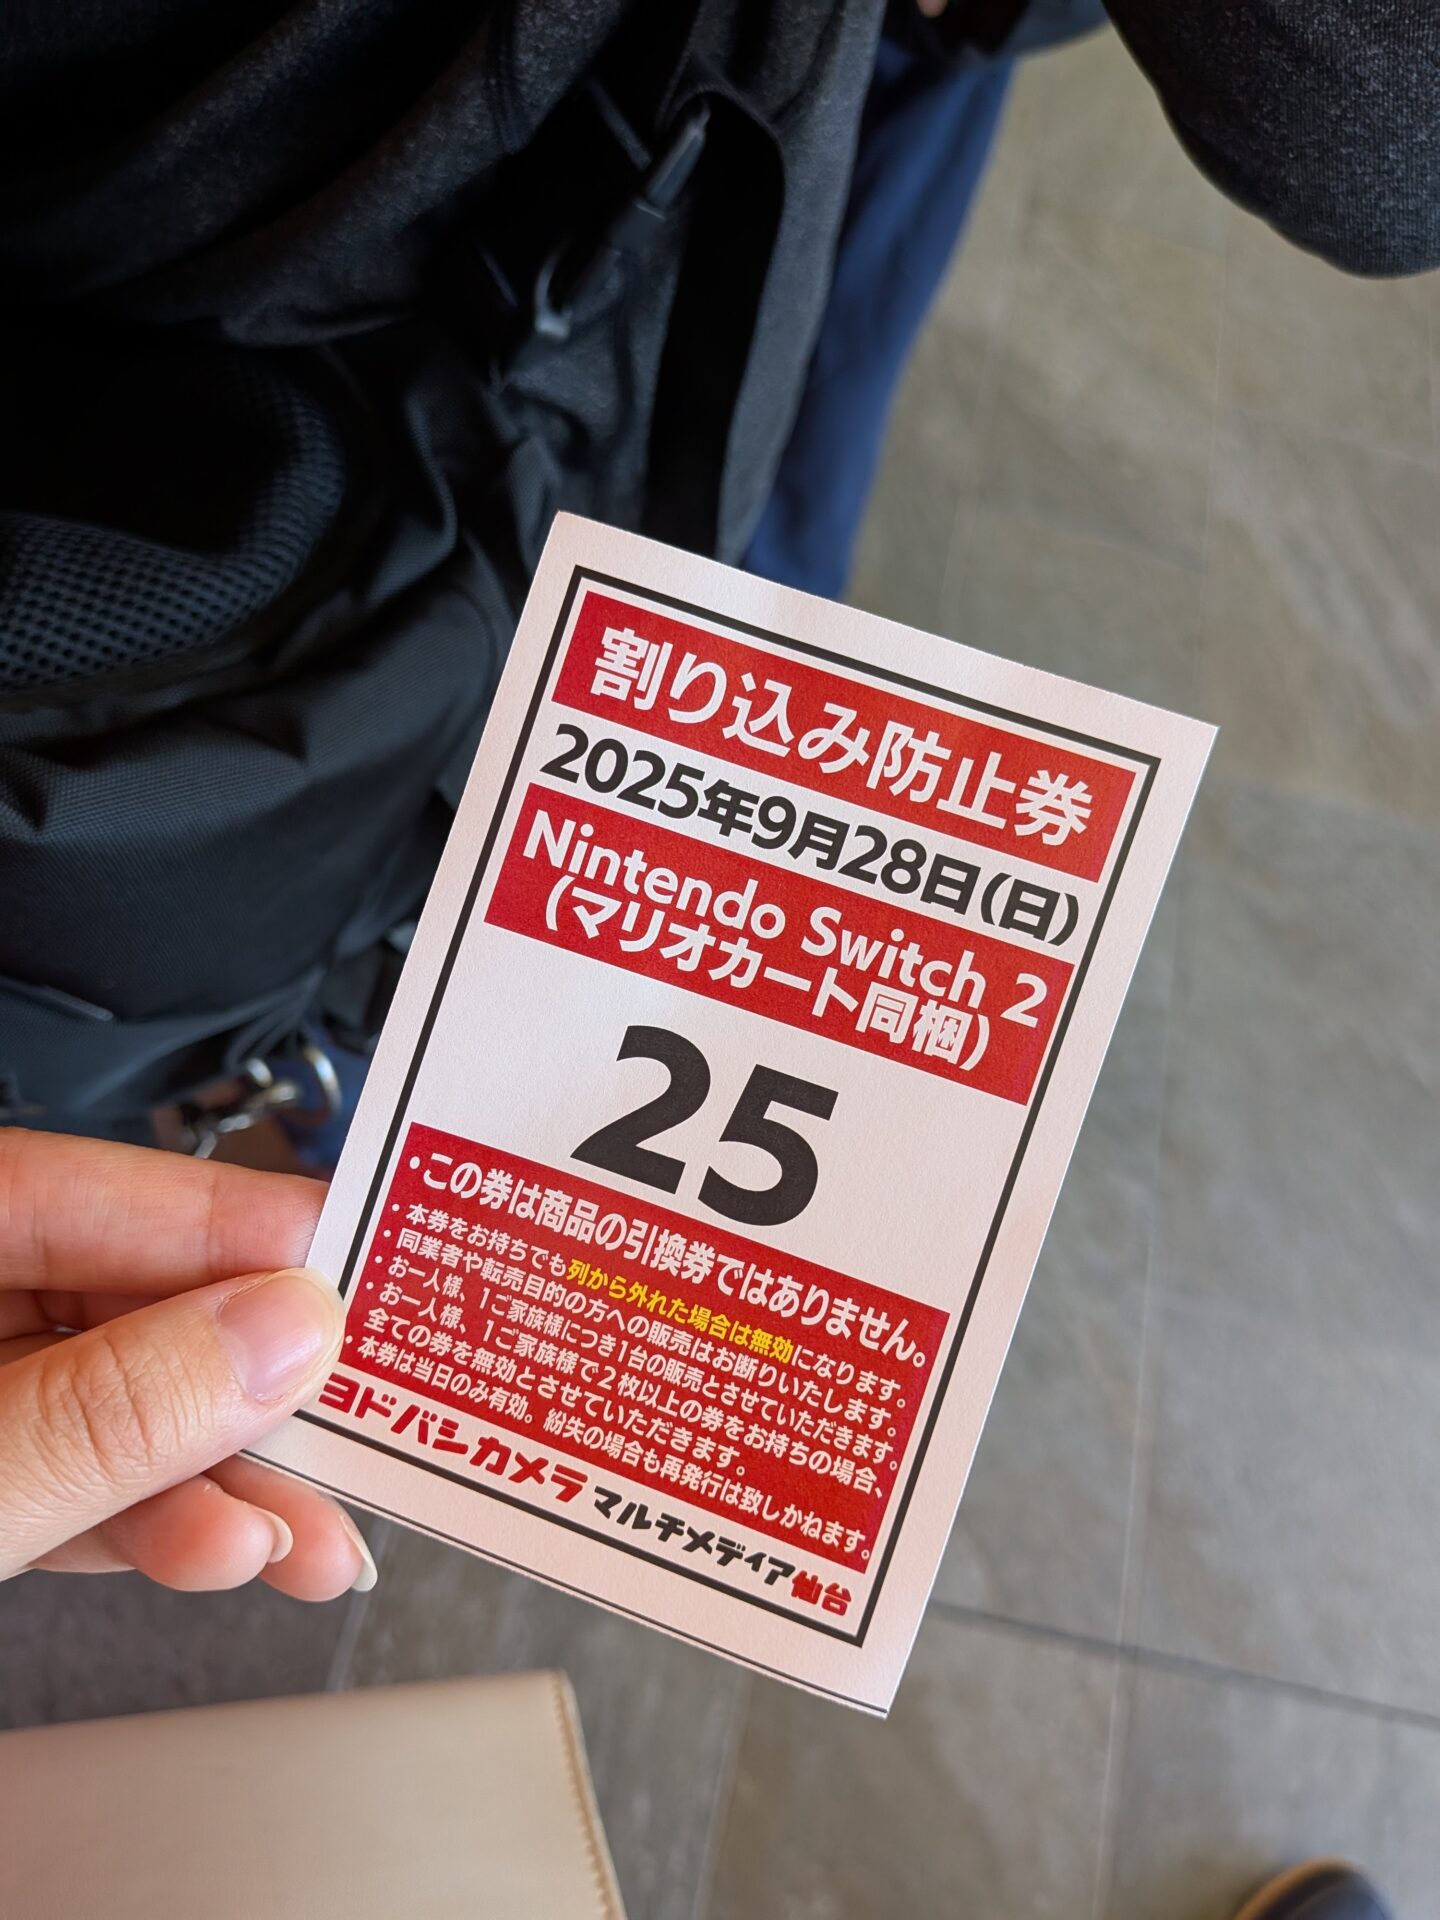 割り込み防止券
2025年9月28日(日)
Nintendo Switch 2
(マリオカート同梱)
25
・この券は商品の引換券ではありません。
・本券をお持ちでも列から外れた場合は無効になります。
・同業者や転売目的の方への販売はお断りいたします。
・お一人様、1ご家族様につき1台の販売とさせていただきます。
・お一人様、1ご家族様で2枚以上の券をお持ちの場合、
全ての券を無効とさせていただきます。
・本券は当日のみ有効。紛失の場合も再発行は致しかねます。
ヨドバシカメラ マルチメディア仙台